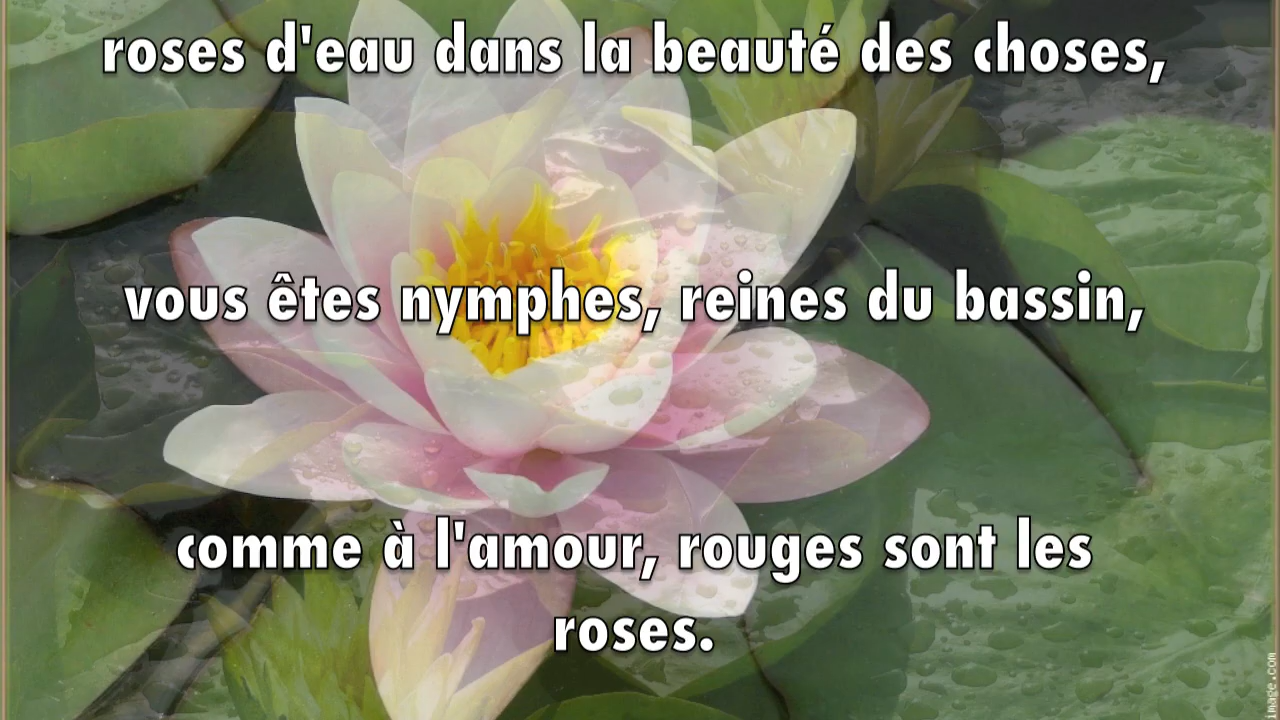 roses d'eau dans la beauté des choses,
vous êtes nymphes, reines du bassin,
comme à l'amour, rouges sont les
roses.